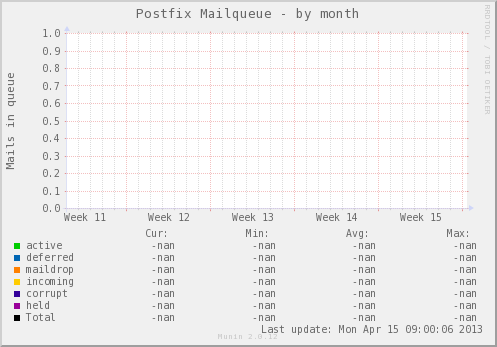 Postfix Mailqueue - by month
RRDTOOL / TOBI OETIKER
Mails in queue
1.0
0.9
0.8
0.7
0.6
0.5
0.4
0.3
0.2
0.1
0.0
Week 11 Week 12 Week 13 Week 14 Week 15
Cur: Min: Avg: Max:
active -nan -nan -nan -nan
deferred -nan -nan -nan -nan
maildrop -nan -nan -nan -nan
incoming -nan -nan -nan -nan
corrupt -nan -nan -nan -nan
held -nan -nan -nan -nan
Total -nan -nan -nan -nan
Last update: Mon Apr 15 09:00:06 2013
Munin 2.0.12